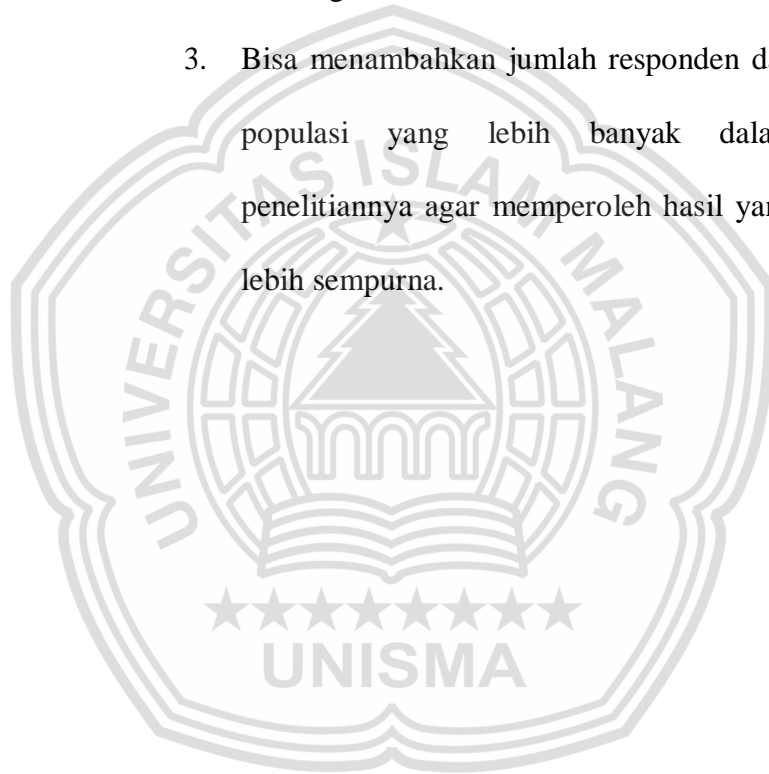 3. Bisa menambahkan jumlah responden
populasi yang lebih banyak
penelitiannya agar memperoleh hasil
lebih sempurna.
UNIVERSITAS ISLAM MALANG
UNISMA